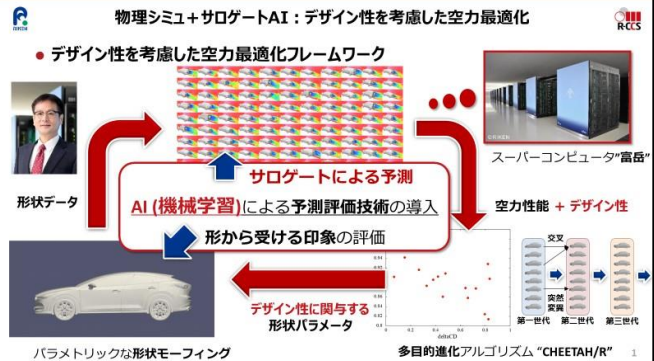 物理シミュ＋サロゲートAI：デザイン性を考慮した空力最適化
R-CCS
● デザイン性を考慮した空力最適化フレームワーク
スーパーコンピュータ"富岳"
形状データ
サロゲートによる予測
AI (機械学習)による予測評価技術の導入
形から受ける印象の評価
空力性能 + デザイン性
交叉
突然
変異
第一世代 第二世代 第三世代
デザイン性に関与する
形状パラメータ
deltaCD
パラメトリックな形状モーフィング
多目的進化アルゴリズム "CHEETAH/R"
1